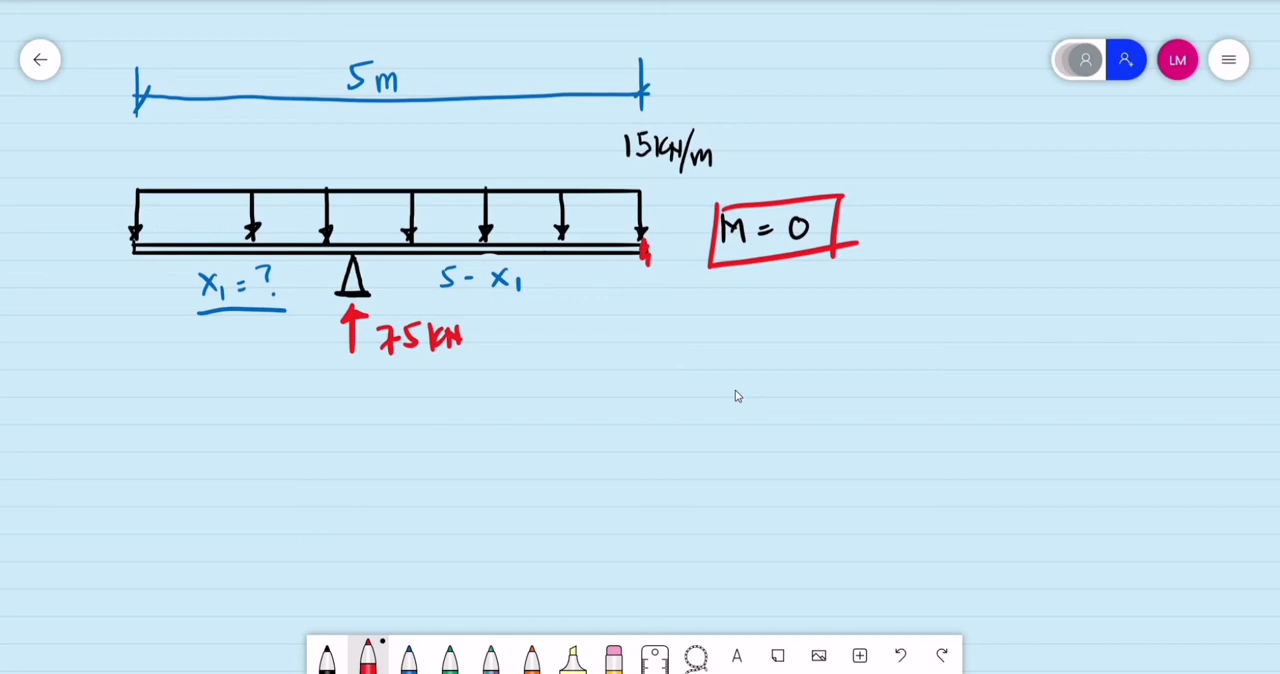 5m
15KN/m
M = 0
x₁ = ?
5 - x₁
75KN
LM
A